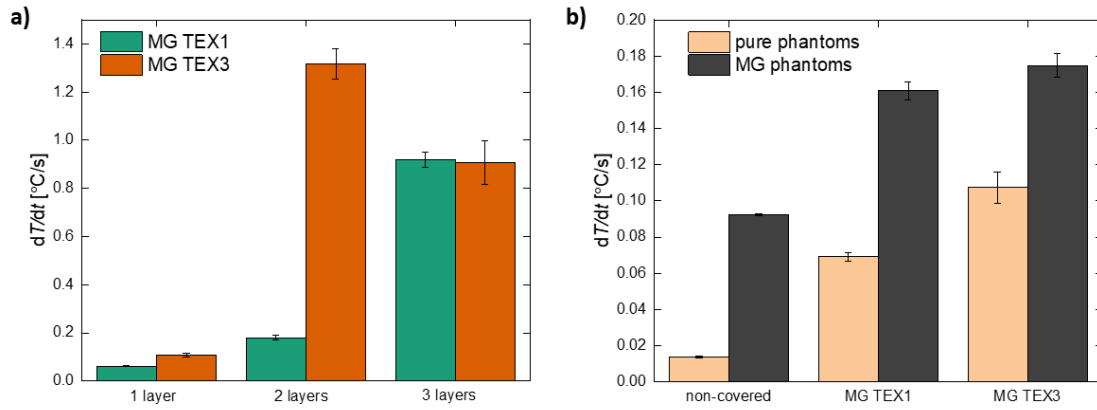 a)
MG TEX1
MG TEX3
dT/dt [°C/s]
1.4
1.2
1.0
0.8
0.6
0.4
0.2
0.0
1 layer
2 layers
3 layers
b)
pure phantoms
MG phantoms
dT/dt [°C/s]
0.20
0.18
0.16
0.14
0.12
0.10
0.08
0.06
0.04
0.02
0.00
non-covered
MG TEX1
MG TEX3